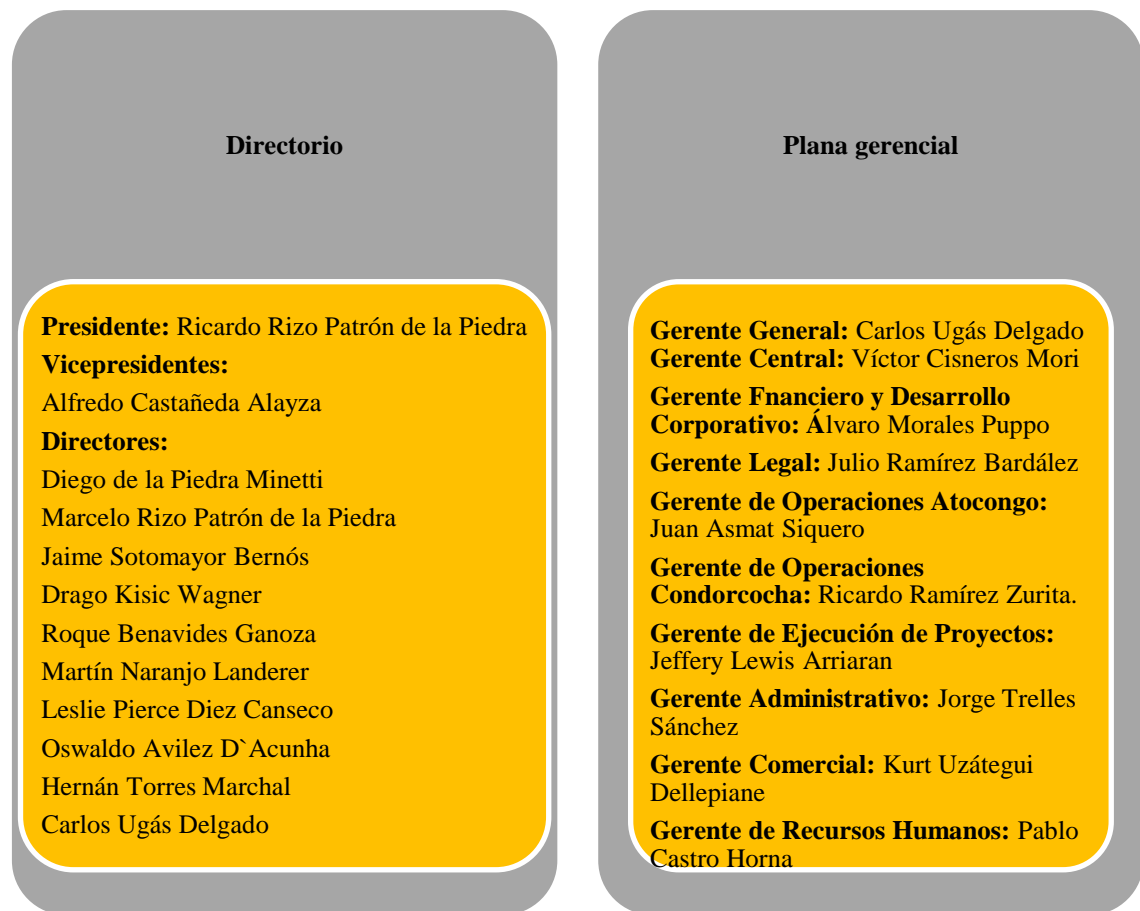 Directorio
Presidente: Ricardo Rizo Patrón de la Piedra
Vicepresidentes:
Alfredo Castañeda Alayza
Directores:
Diego de la Piedra Minetti
Marcelo Rizo Patrón de la Piedra
Jaime Sotomayor Bernós
Drago Kisic Wagner
Roque Benavides Ganoza
Martín Naranjo Landerer
Leslie Pierce Diez Canseco
Oswaldo Avilez D`Acunha
Hernán Torres Marchal
Carlos Ugás Delgado
Plana gerencial
Gerente General: Carlos Ugás Delgado
Gerente Central: Víctor Cisneros Mori
Gerente Fnanciero y Desarrollo
Corporativo: Álvaro Morales Puppo
Gerente Legal: Julio Ramírez Bardález
Gerente de Operaciones Atocongo:
Juan Asmat Siquero
Gerente de Operaciones
Condorcocha: Ricardo Ramírez Zurita.
Gerente de Ejecución de Proyectos:
Jeffery Lewis Arriaran
Gerente Administrativo: Jorge Trelles
Sánchez
Gerente Comercial: Kurt Uzátegui
Dellepiane
Gerente de Recursos Humanos: Pablo
Castro Horna